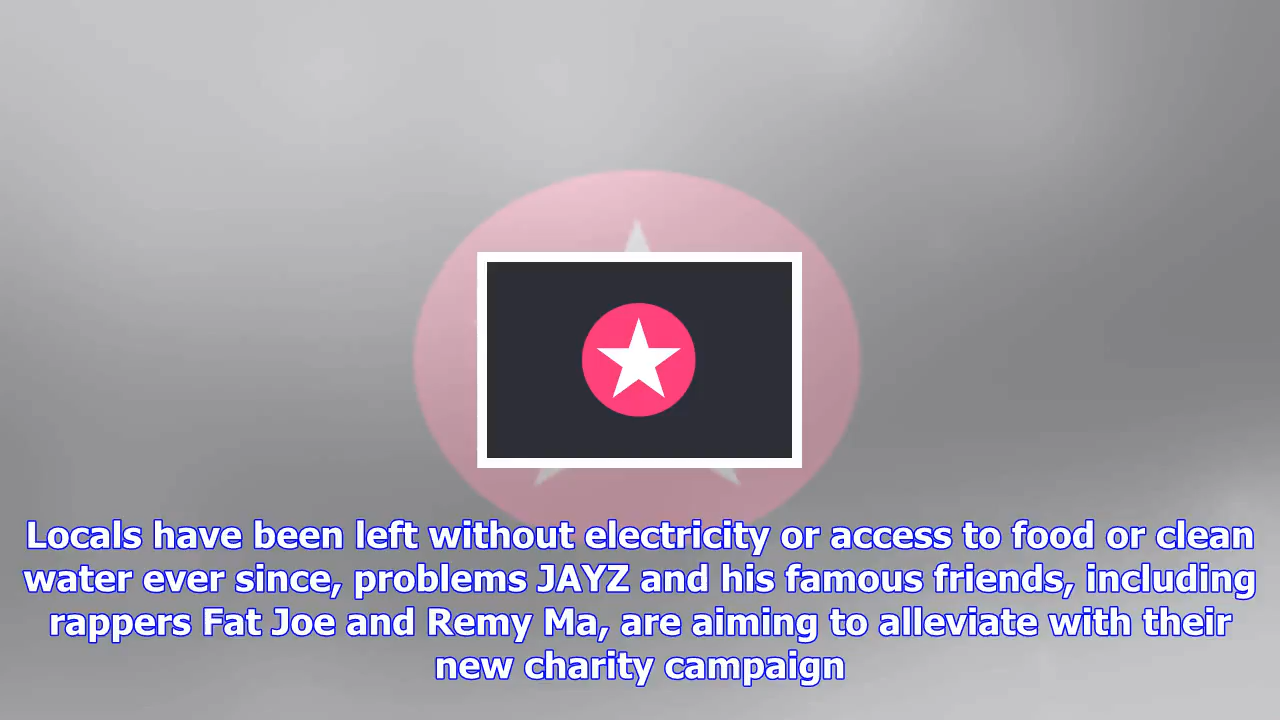 Locals have been left without electricity or access to food or clean
water ever since, problems JAYZ and his famous friends, including
rappers Fat Joe and Remy Ma, are aiming to alleviate with their
new charity campaign